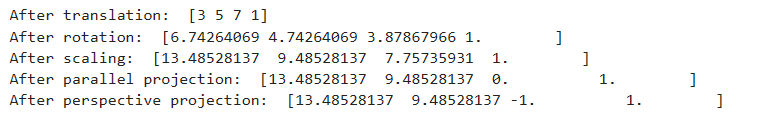 After translation:  [3 5 7 1]
After rotation:  [6.74264069 4.74264069 3.87867966 1.        ]
After scaling:  [13.48528137  9.48528137  7.75735931  1.        ]
After parallel projection:  [13.48528137  9.48528137  0.          1.        ]
After perspective projection:  [13.48528137  9.48528137 -1.          1.        ]